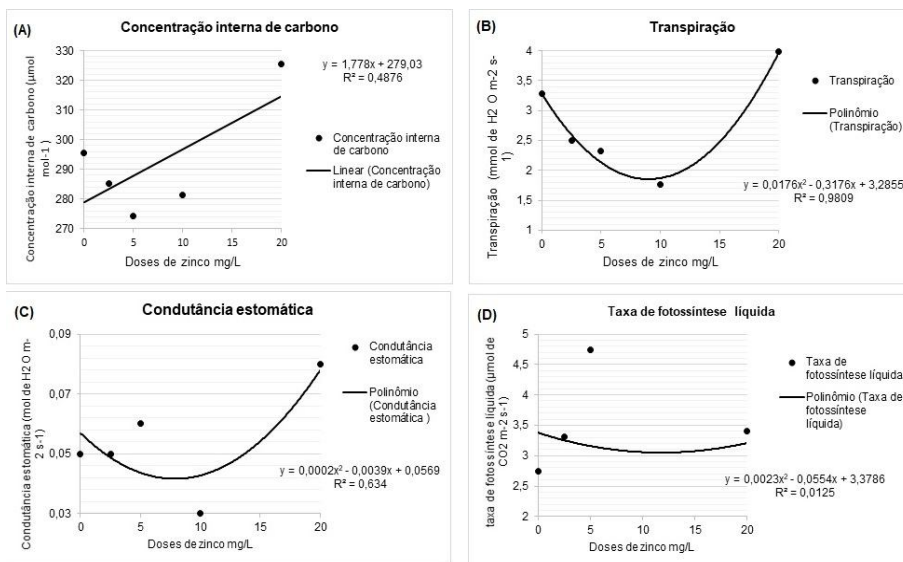 (A)
Concentração interna de carbono
Concentração interna de carbono (µmol
mol-1 )
330
320
310
300
290
280
270
0
5
10
15
20
Doses de zinco mg/L
y = 1,778x + 279,03
R² = 0,4876
Concentração interna
de carbono
Linear (Concentração
interna de carbono)
(B)
Transpiração
Transpiração (mmol de H2 O m-2 s-
1)
4
3,5
3
2,5
2
1,5
1
0
5
10
15
20
Doses de zinco mg/L
Transpiração
Polinômio
(Transpiração)
y = 0,0176x² - 0,3176x + 3,2855
R² = 0,9809
(C)
Condutância estomática
Condutância estomática (mol de H2 O m-
2 s-1)
0,09
0,07
0,05
0,03
0
5
10
15
20
Doses de zinco mg/L
Condutância
estomática
Polinômio
(Condutância
estomática )
y = 0,0002x² - 0,0039x + 0,0569
R² = 0,634
(D)
Taxa de fotossíntese líquida
taxa de fotossíntese líquida (µmol de
CO2 m-2 s-1)
5
4,5
4
3,5
3
2,5
2
0
5
10
15
20
Doses de zinco mg/L
Taxa de
fotossíntese líquida
Polinômio (Taxa de
fotossíntese
líquida)
y = 0,0023x² - 0,0554x + 3,3786
R² = 0,0125